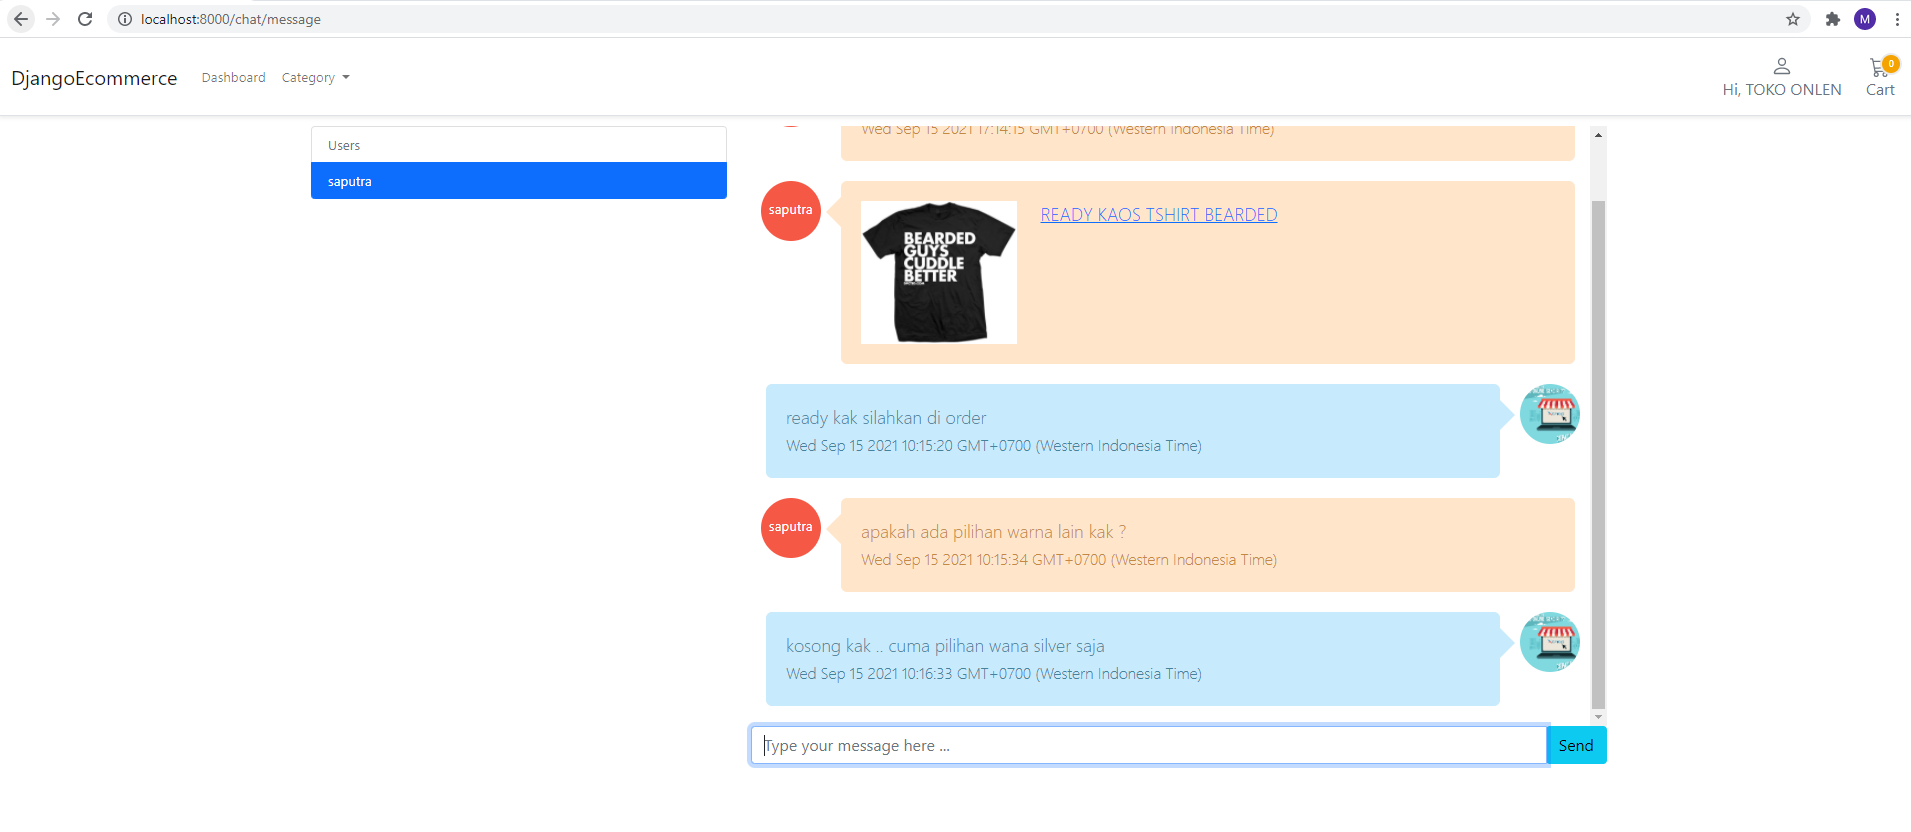 localhost:8000/chat/message
M
DjangoEcommerce
Dashboard
Category
0
Hi, TOKO ONLEN
Cart
Users
saputra
Wed Sep 15 2021 17:14:15 GMT+0700 (Western Indonesia Time)
saputra
READY KAOS TSHIRT BEARDED
BEARDED
GUYS
CUDDLE
BETTER
ready kak silahkan di order
Wed Sep 15 2021 10:15:20 GMT+0700 (Western Indonesia Time)
saputra
apakah ada pilihan warna lain kak ?
Wed Sep 15 2021 10:15:34 GMT+0700 (Western Indonesia Time)
kosong kak .. cuma pilihan wana silver saja
Wed Sep 15 2021 10:16:33 GMT+0700 (Western Indonesia Time)
Type your message here ...
Send